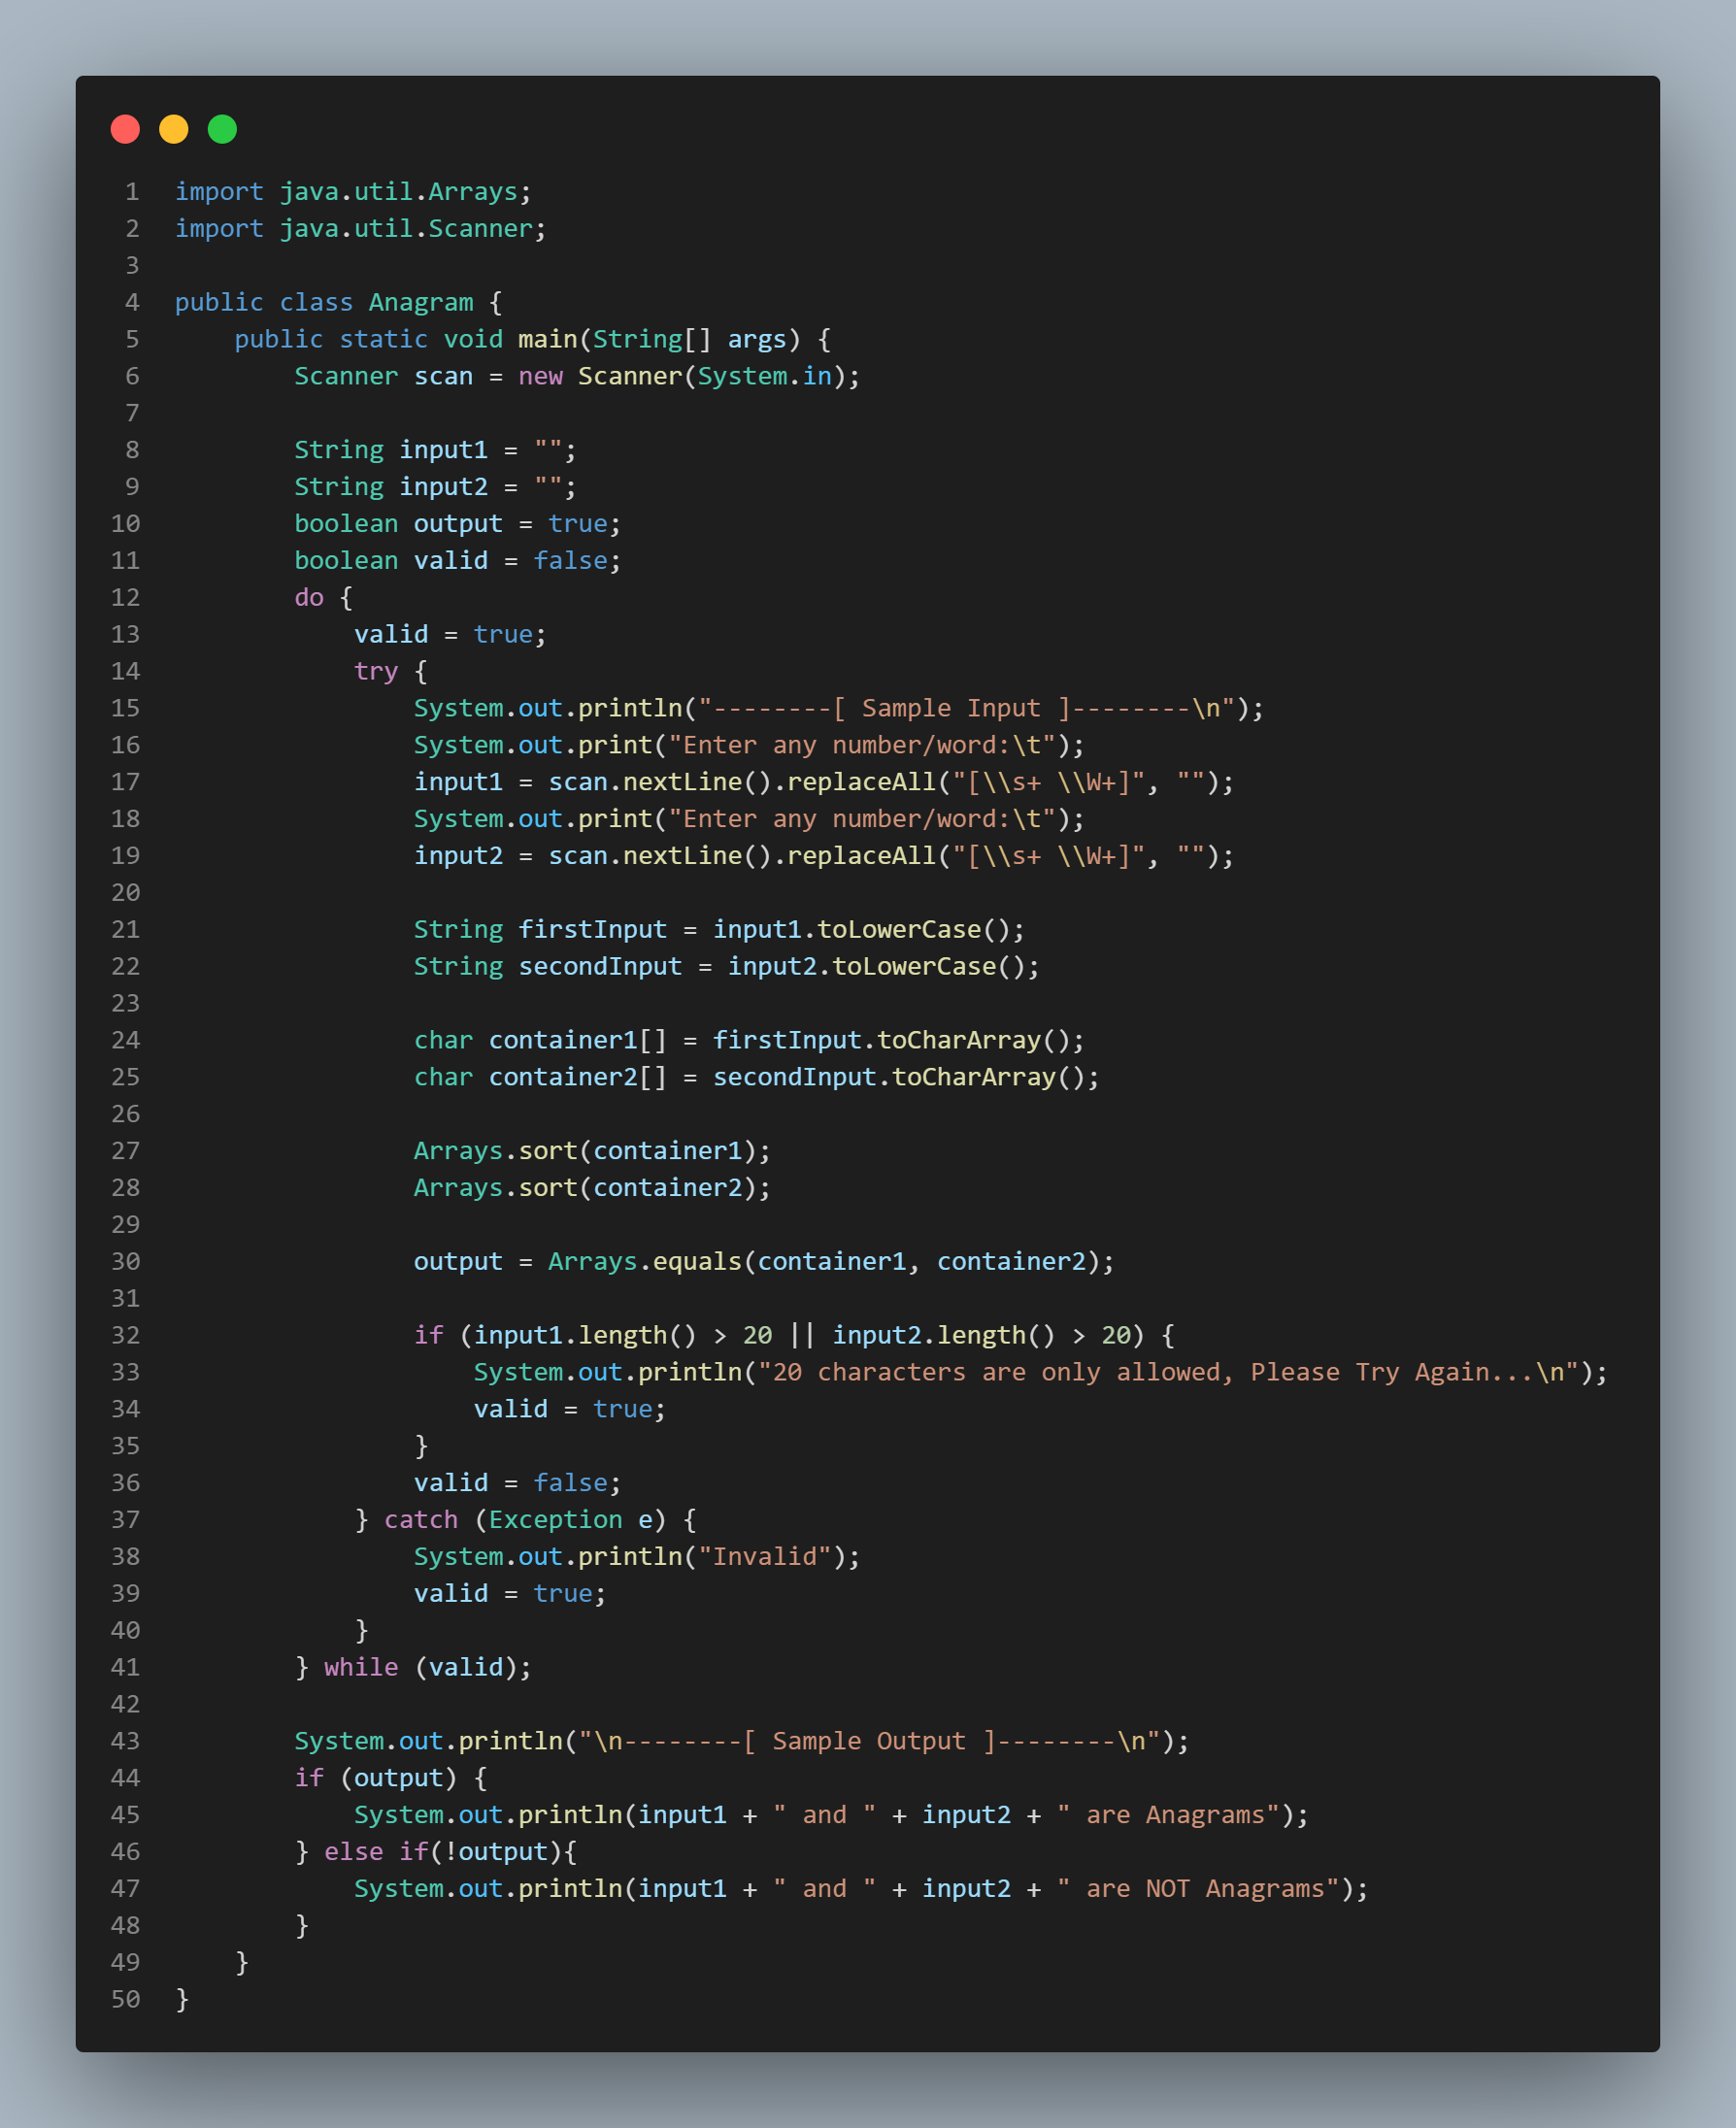 1 import java.util.Arrays;
2 import java.util.Scanner;
3
4 public class Anagram {
5     public static void main(String[] args) {
6         Scanner scan = new Scanner(System.in);
7
8         String input1 = "";
9         String input2 = "";
10         boolean output = true;
11         boolean valid = false;
12         do {
13             valid = true;
14             try {
15                 System.out.println("--------[ Sample Input ]--------\n");
16                 System.out.print("Enter any number/word:\t");
17                 input1 = scan.nextLine().replaceAll("[\\s+ \\W+]", "");
18                 System.out.print("Enter any number/word:\t");
19                 input2 = scan.nextLine().replaceAll("[\\s+ \\W+]", "");
20
21                 String firstInput = input1.toLowerCase();
22                 String secondInput = input2.toLowerCase();
23
24                 char container1[] = firstInput.toCharArray();
25                 char container2[] = secondInput.toCharArray();
26
27                 Arrays.sort(container1);
28                 Arrays.sort(container2);
29
30                 output = Arrays.equals(container1, container2);
31
32                 if (input1.length() > 20 || input2.length() > 20) {
33                     System.out.println("20 characters are only allowed, Please Try Again...\n");
34                     valid = true;
35                 }
36                 valid = false;
37             } catch (Exception e) {
38                 System.out.println("Invalid");
39                 valid = true;
40             }
41         } while (valid);
42
43         System.out.println("\n--------[ Sample Output ]--------\n");
44         if (output) {
45             System.out.println(input1 + " and " + input2 + " are Anagrams");
46         } else if(!output){
47             System.out.println(input1 + " and " + input2 + " are NOT Anagrams");
48         }
49     }
50 }